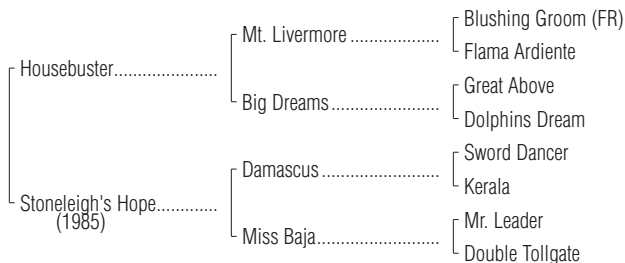 Blushing Groom (FR)
Mt. Livermore ....................
Flama Ardiente
Housebuster.....................
Great Above
Big Dreams.......................
Dolphins Dream
Sword Dancer
Damascus ........................
Kerala
Stoneleigh's Hope............
(1985)
Mr. Leader
Miss Baja..........................
Double Tollgate